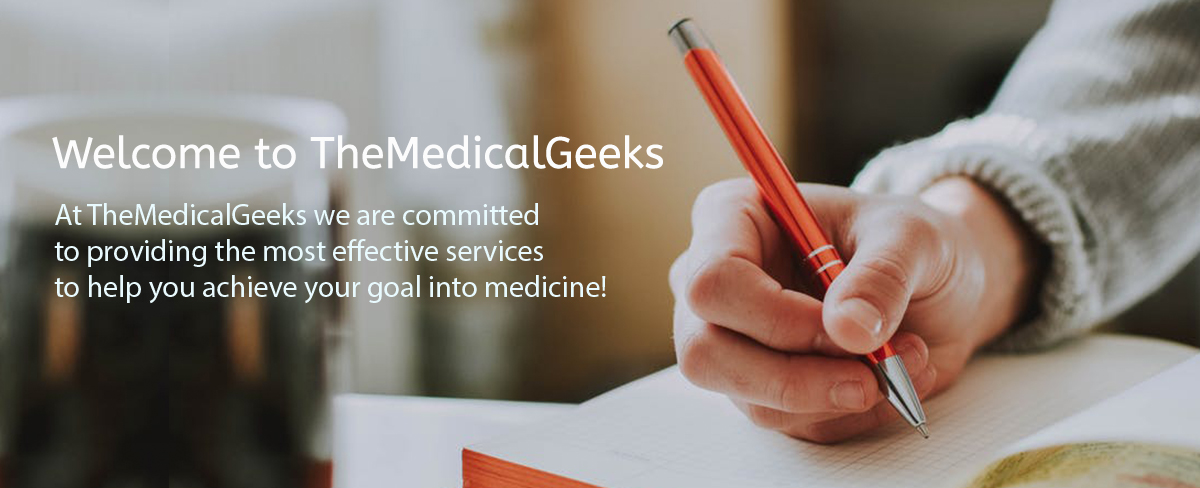 Welcome to TheMedicalGeeks
At TheMedicalGeeks we are committed
to providing the most effective services
to help you achieve your goal into medicine!